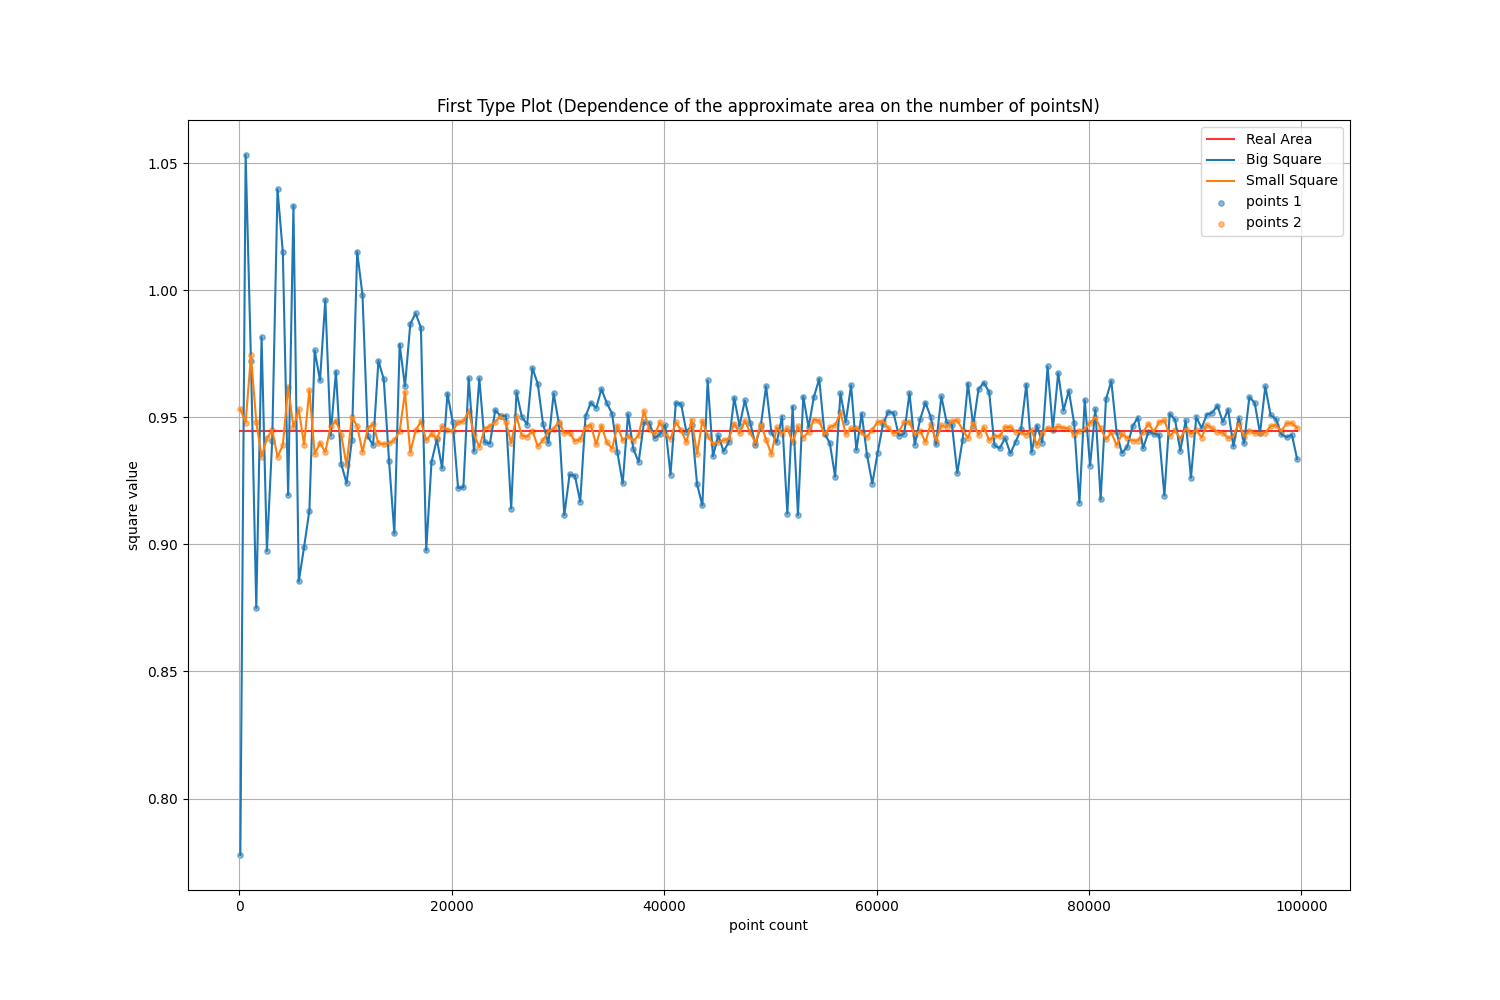 First Type Plot (Dependence of the approximate area on the number of pointsN)
Real Area
Big Square
Small Square
points 1
points 2
1.05
1.00
0.95
0.90
0.85
0.80
square value
0
20000
40000
60000
80000
100000
point count